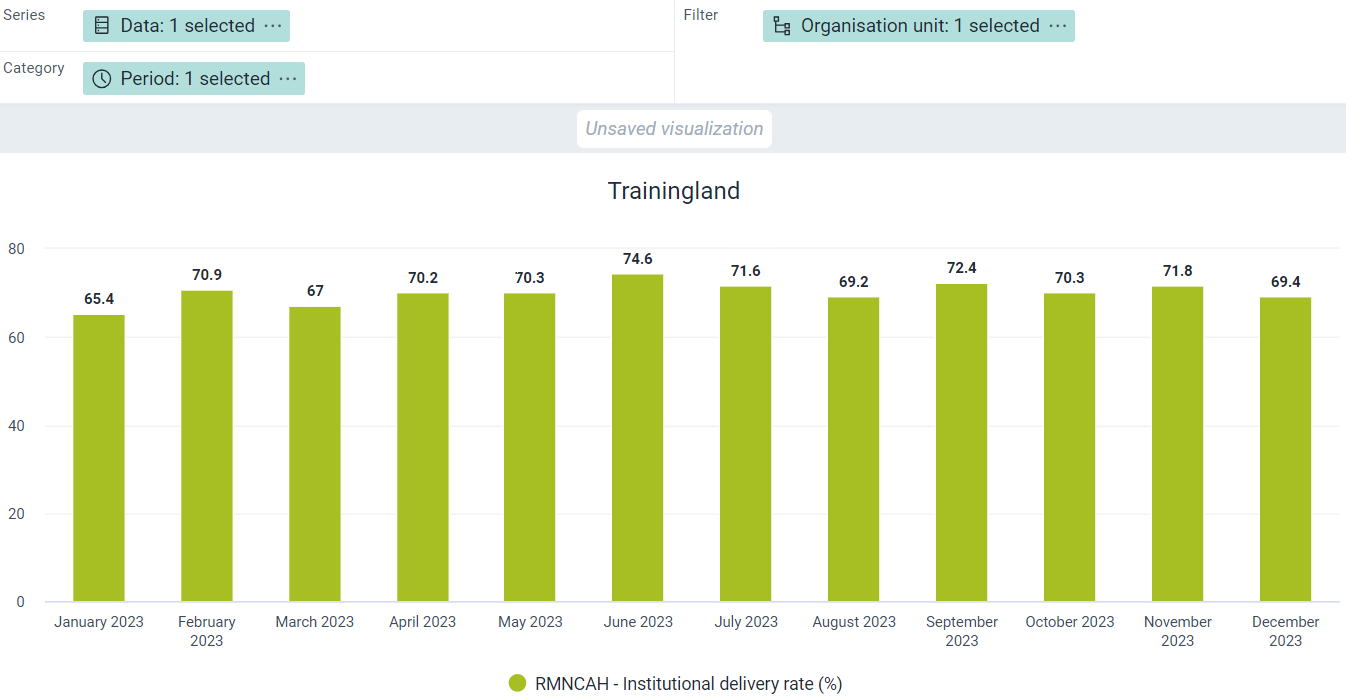 Series
Data: 1 selected ···
Filter
Organisation unit: 1 selected ···
Category
Period: 1 selected ···
Unsaved visualization
Trainingland
80
60
40
20
0
65.4
70.9
67
70.2
70.3
74.6
71.6
69.2
72.4
70.3
71.8
69.4
January 2023
February
2023
March 2023
April 2023
May 2023
June 2023
July 2023
August 2023
September
2023
October 2023
November
2023
December
2023
RMNCAH - Institutional delivery rate (%)